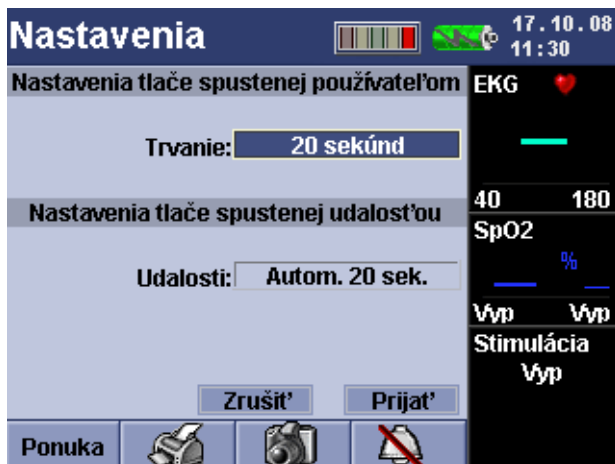 Nastavenia
17.10.08
11:30
Nastavenia tlače spustenej používateľom
Trvanie: 20 sekúnd
Nastavenia tlače spustenej udalosťou
Udalosti: Autom. 20 sek.
Zrušiť Prijať
Ponuka
EKG
40 180
SpO2
%
Vyp Vyp
Stimulácia
Vyp